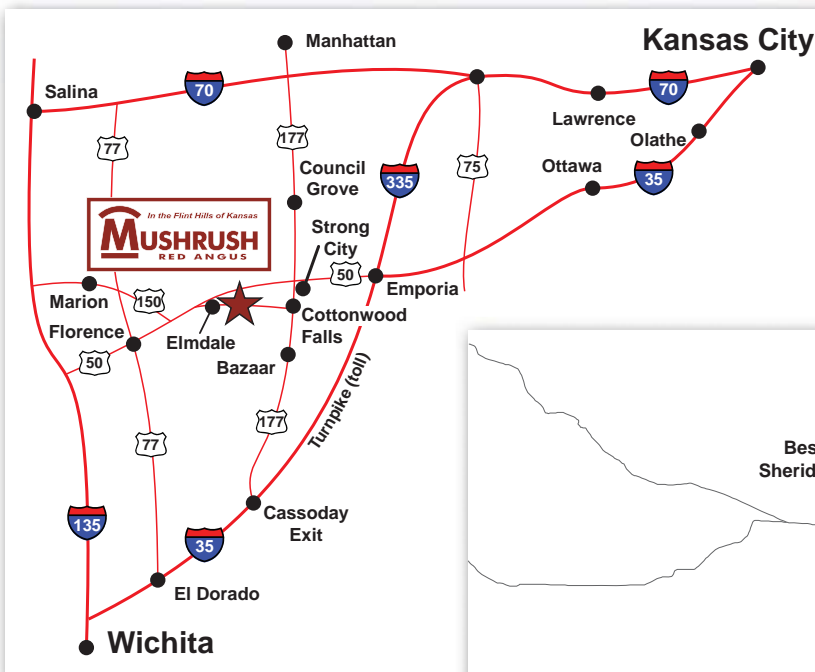 Kansas City
Manhattan
70
70
Salina
Lawrence
Olathe
177
77
75
Ottawa
335
35
Council
Grove
In the Flint Hills of Kansas
MUSHRUSH
RED ANGUS
Strong
City
50
Emporia
Marion
150
Cottonwood
Falls
Florence
Elmdale
50
Bazaar
Turnpike (toll)
177
77
Bes
Sherid
135
Cassoday
Exit
35
El Dorado
Wichita